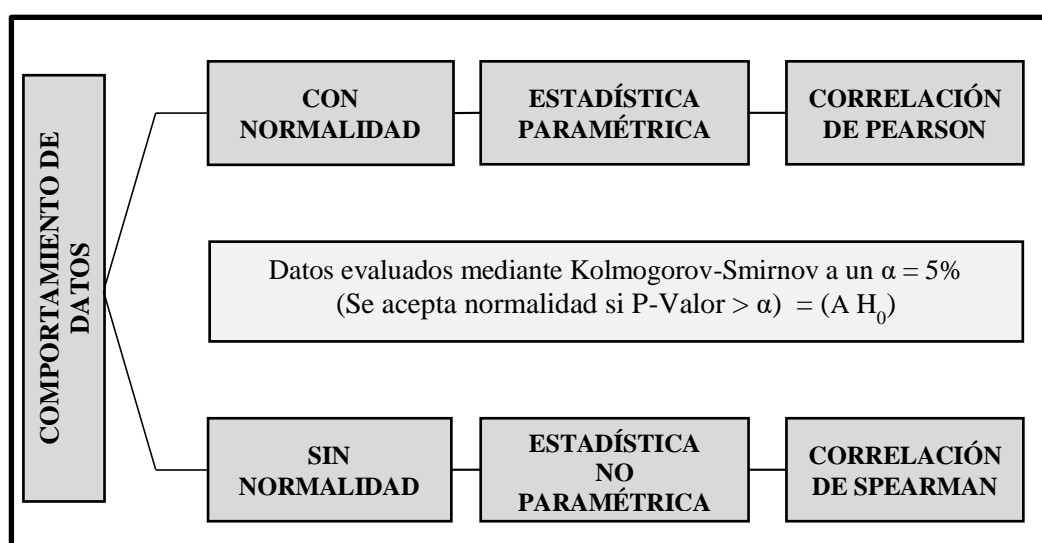 COMPORTAMIENTO DE
DATOS
CON
NORMALIDAD
ESTADÍSTICA
PARAMÉTRICA
CORRELACIÓN
DE PEARSON
Datos evaluados mediante Kolmogorov-Smirnov a un α = 5%
(Se acepta normalidad si P-Valor > α) = (A H₀)
SIN
NORMALIDAD
ESTADÍSTICA
NO
PARAMÉTRICA
CORRELACIÓN
DE SPEARMAN